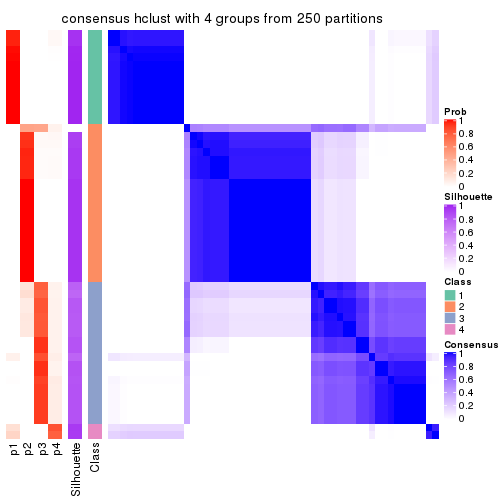 consensus hclust with 4 groups from 250 partitions
Prob
1
0.8
0.6
0.4
0.2
0
Silhouette
1
0.8
0.6
0.4
0.2
0
Class
1
2
3
4
Consensus
1
0.8
0.6
0.4
0.2
0
p1
p2
p3
p4
Silhouette
Class